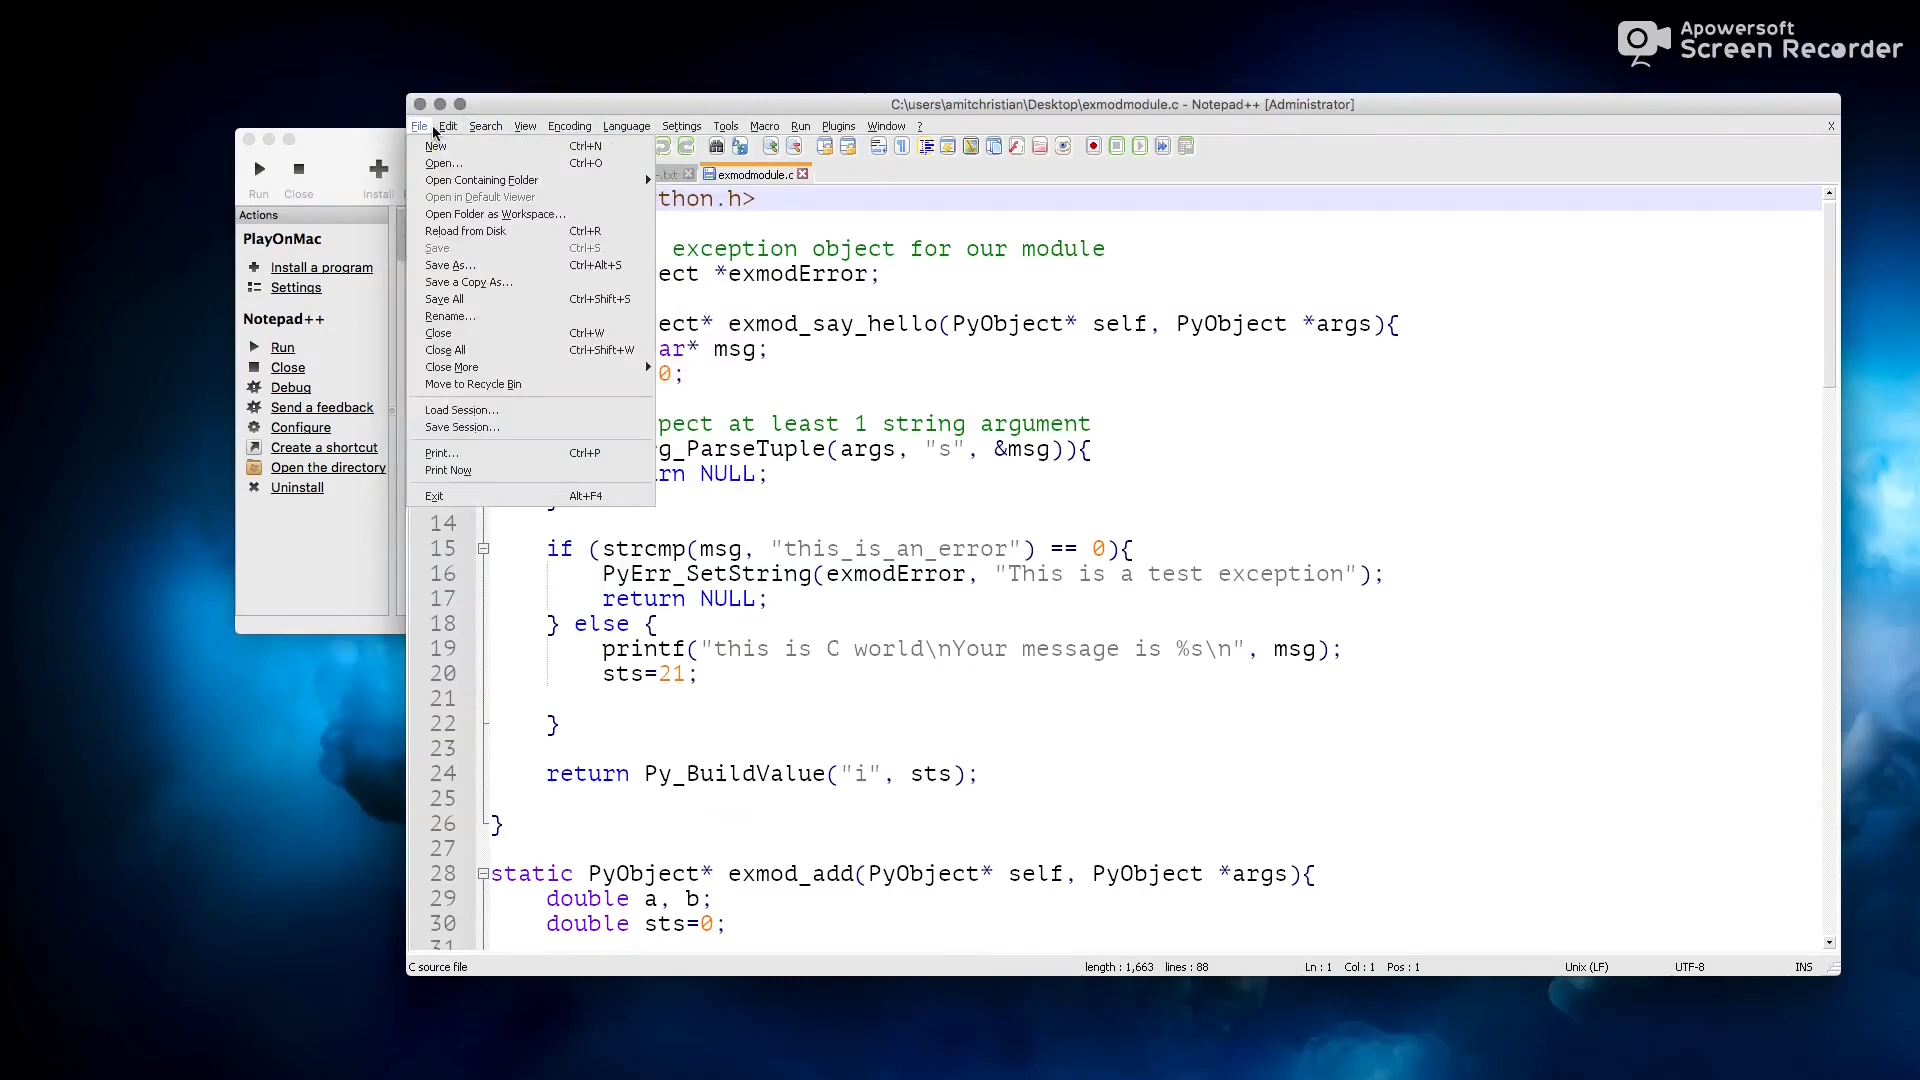 Apowersoft
Screen Recorder
C:\users\amitchristian\Desktop\exmodmodule.c - Notepad++ [Administrator]
File Edit Search View Encoding Language Settings Tools Macro Run Plugins Window ? X
Run Close Install
Actions
PlayOnMac
Install a program
Settings
Notepad++
Run
Close
Debug
Send a feedback
Configure
Create a shortcut
Open the directory
Uninstall
New Ctrl+N
Open... Ctrl+O
Open Containing Folder
Open in Default Viewer
Open Folder as Workspace...
Reload from Disk Ctrl+R
Save Ctrl+S
Save As... Ctrl+Alt+S
Save a Copy As...
Save All Ctrl+Shift+S
Rename...
Close Ctrl+W
Close All Ctrl+Shift+W
Close More
Move to Recycle Bin
Load Session...
Save Session...
Print... Ctrl+P
Print Now
Exit Alt+F4
.txt exmodmodule.c
thon.h>
exception object for our module
ect *exmodError;
ect* exmod_say_hello(PyObject* self, PyObject *args){
ar* msg;
0;
pect at least 1 string argument
g_ParseTuple(args, "s", &msg)){
rn NULL;
14
15 if (strcmp(msg, "this_is_an_error") == 0){
16 PyErr_SetString(exmodError, "This is a test exception");
17 return NULL;
18 } else {
19 printf("this is C world\nYour message is %s\n", msg);
20 sts=21;
21
22 }
23
24 return Py_BuildValue("i", sts);
25
26 }
27
28 static PyObject* exmod_add(PyObject* self, PyObject *args){
29 double a, b;
30 double sts=0;
31
C source file length : 1,663 lines : 88 Ln : 1 Col : 1 Pos : 1 Unix (LF) UTF-8 INS